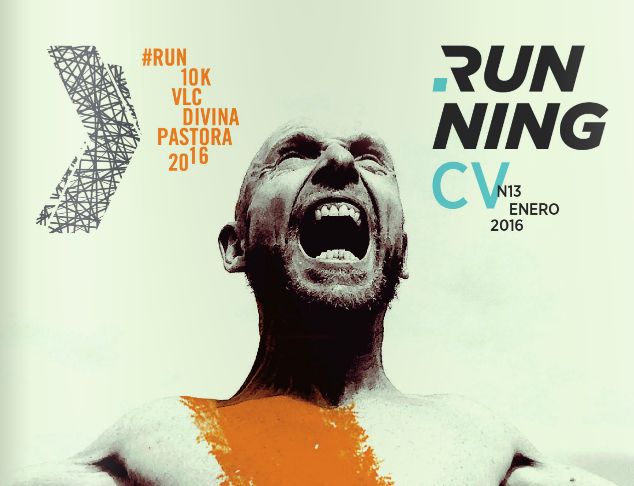 #RUN
10K
VLC
DIVINA
PASTORA
2016
.RUN
NING
CV
N13
ENERO
2016